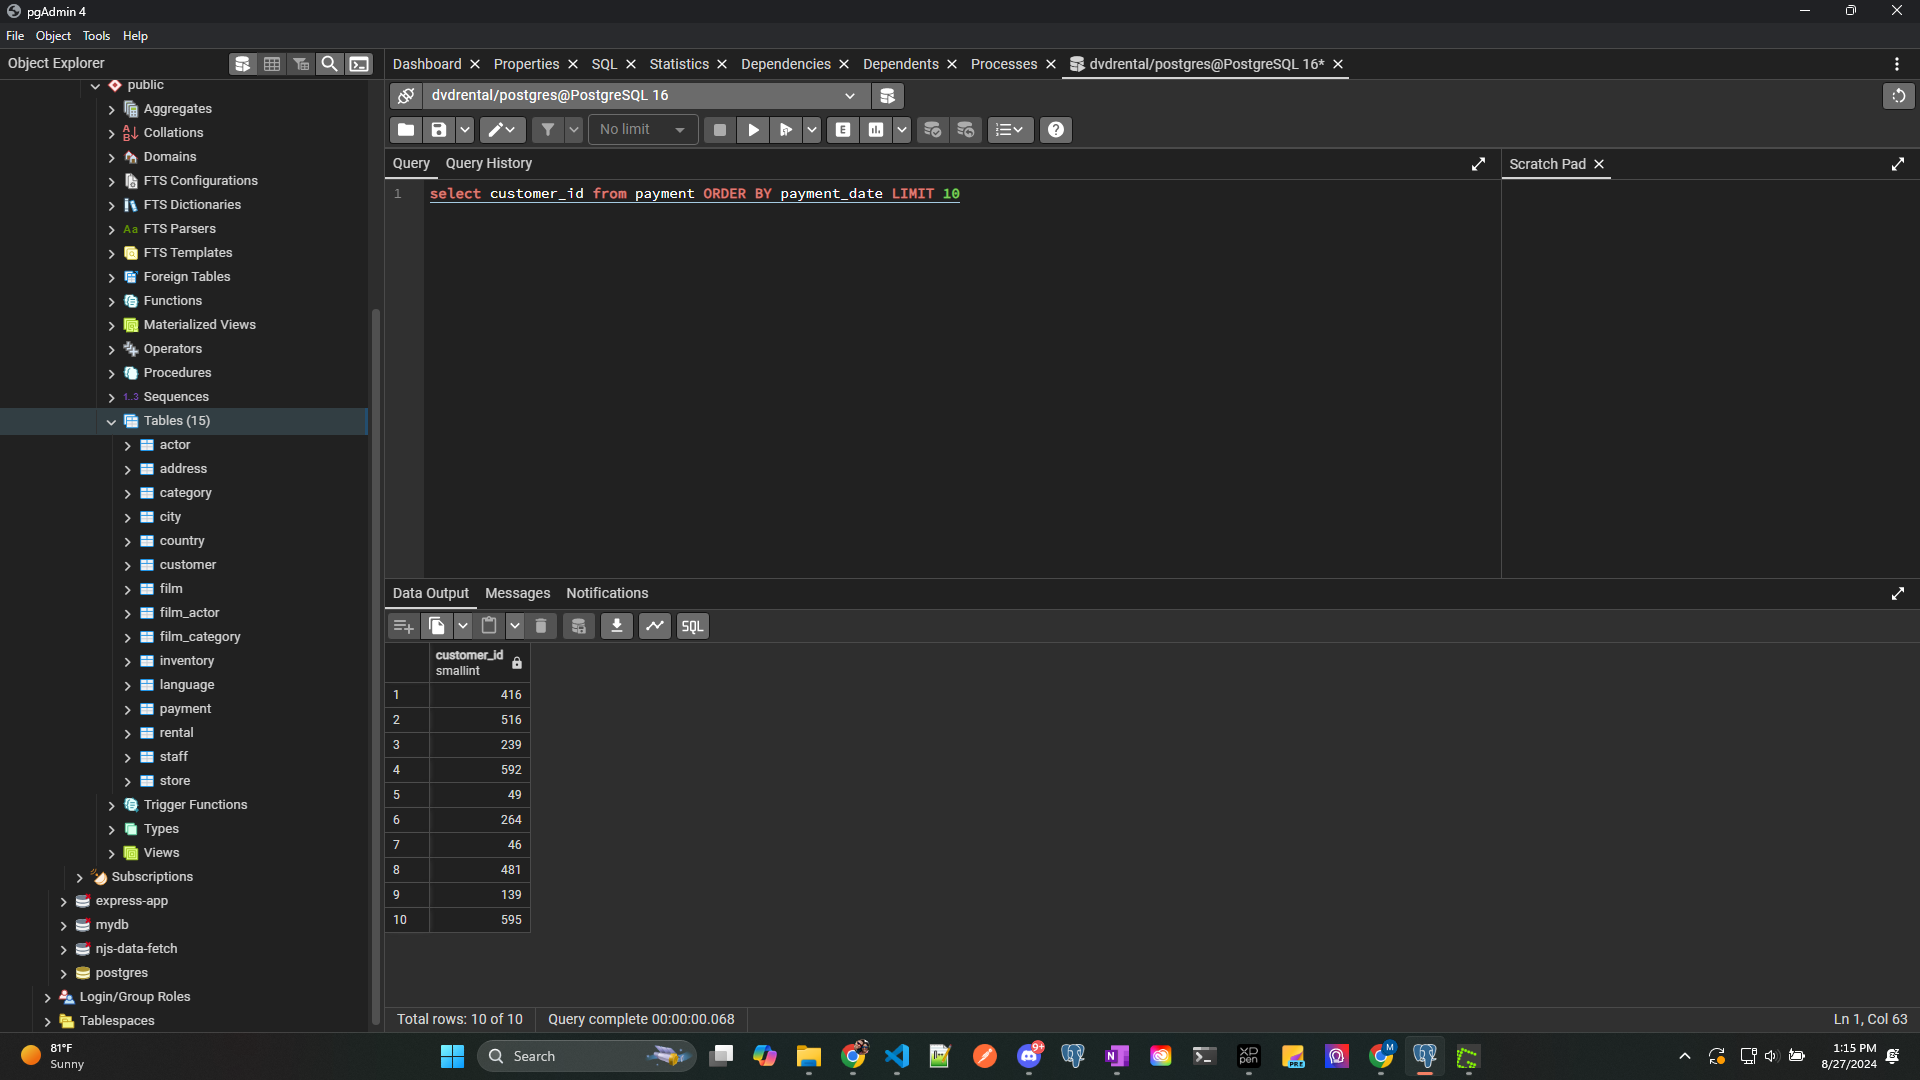 pgAdmin 4
File Object Tools Help
Object Explorer
public
Aggregates
Collations
Domains
FTS Configurations
FTS Dictionaries
Aa FTS Parsers
FTS Templates
Foreign Tables
Functions
Materialized Views
Operators
Procedures
1..3 Sequences
Tables (15)
actor
address
category
city
country
customer
film
film_actor
film_category
inventory
language
payment
rental
staff
store
Trigger Functions
Types
Views
Subscriptions
express-app
mydb
njs-data-fetch
postgres
Login/Group Roles
Tablespaces
Dashboard Properties SQL Statistics Dependencies Dependents Processes dvdrental/postgres@PostgreSQL 16*
dvdrental/postgres@PostgreSQL 16
No limit E
Query Query History
1 select customer_id from payment ORDER BY payment_date LIMIT 10
Scratch Pad
Data Output Messages Notifications
SQL
customer_id
smallint
1 416
2 516
3 239
4 592
5 49
6 264
7 46
8 481
9 139
10 595
Total rows: 10 of 10 Query complete 00:00:00.068 Ln 1, Col 63
81°F
Sunny
Search
9+
M
1:15 PM
8/27/2024